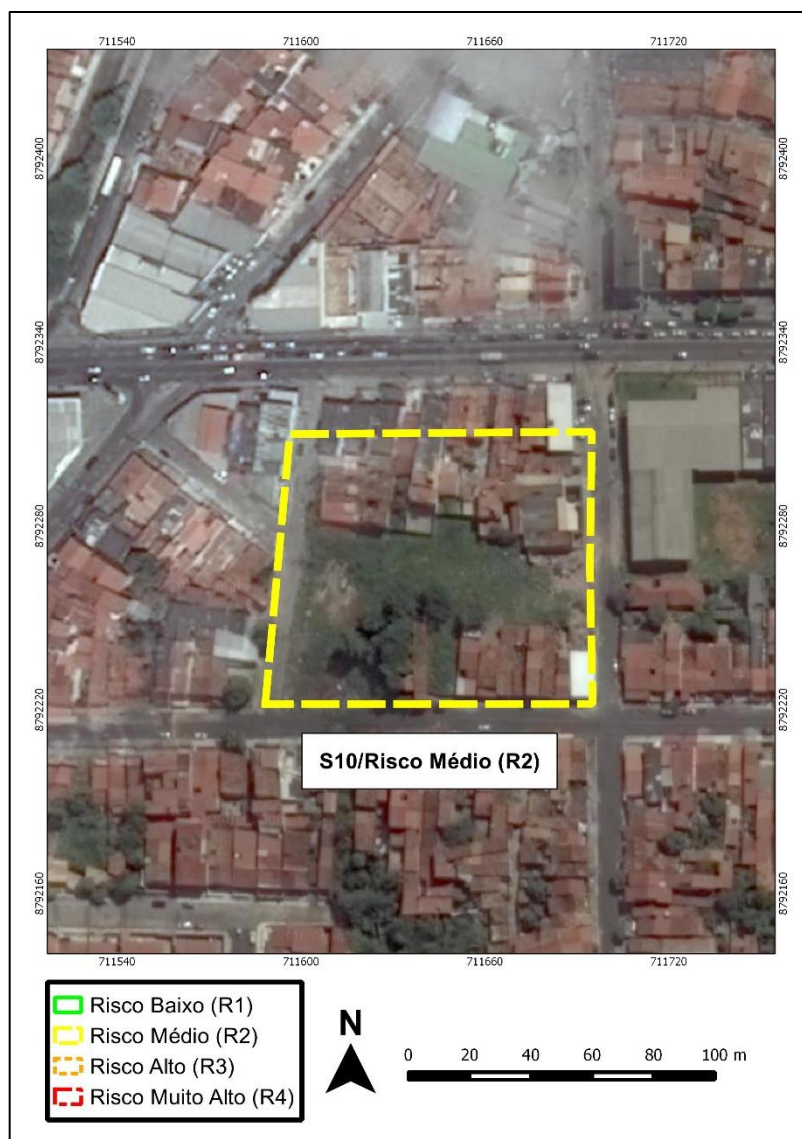 711540 711600 711660 711720
8792400 8792400
8792340 8792340
8792280 8792280
8792220 8792220
S10/Risco Médio (R2)
8792160 8792160
711540 711600 711660 711720
Risco Baixo (R1)
Risco Médio (R2)
Risco Alto (R3)
Risco Muito Alto (R4)
N
0 20 40 60 80 100 m